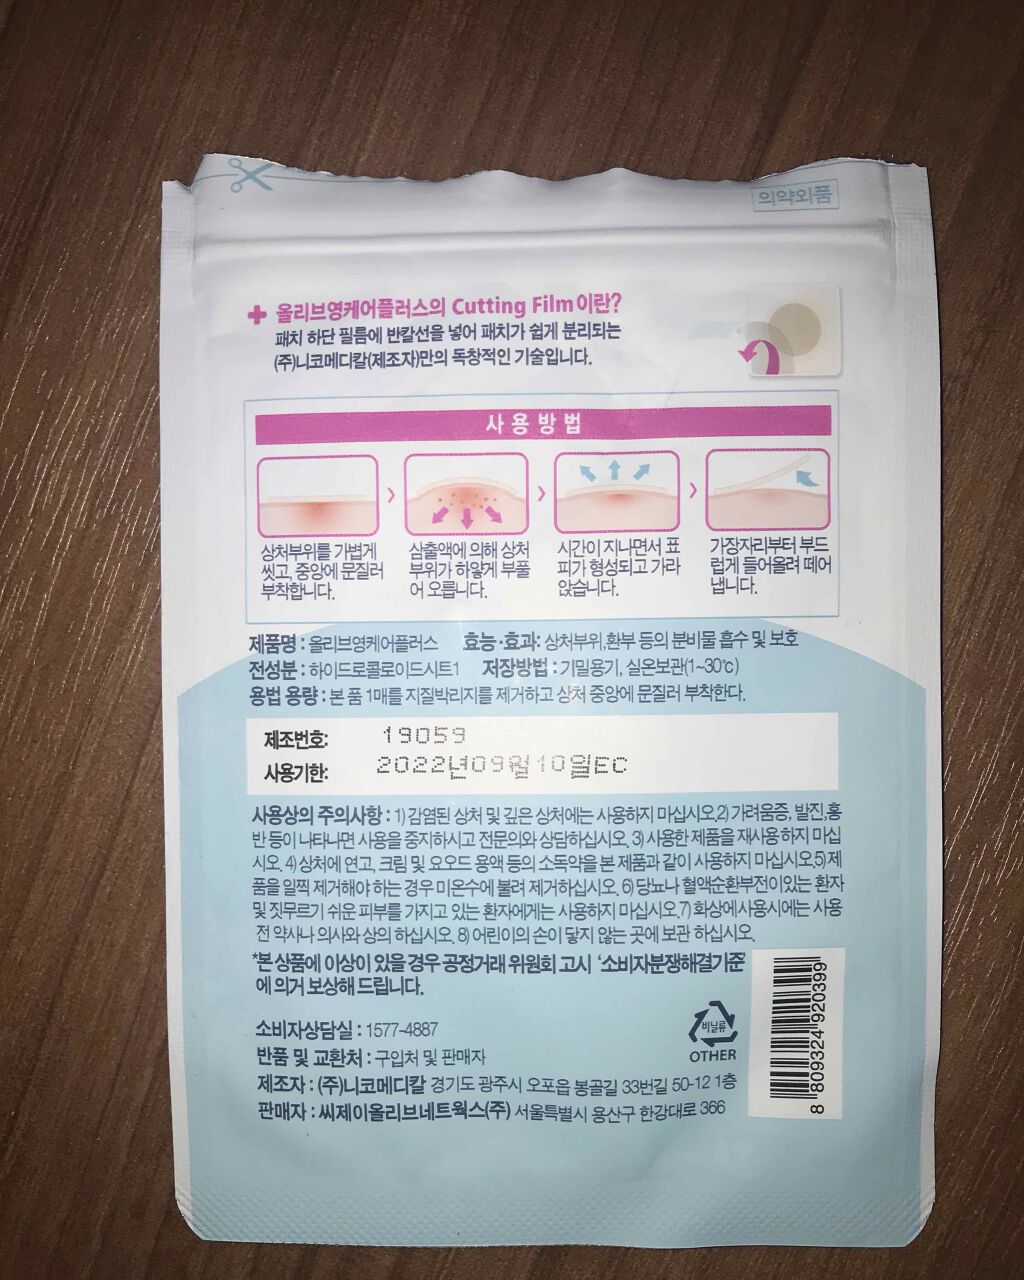 의약외품
+ 올리브영케어플러스의 Cutting Film이란?
패치 하단 필름에 반칼선을 넣어 패치가 쉽게 분리되는
(주)니코메디칼(제조자)만의 독창적인 기술입니다.
사용방법
상처부위를 가볍게
씻고, 중앙에 문질러
부착합니다.
삼출액에 의해 상처
부위가 하얗게 부풀
어 오릅니다.
시간이 지나면서 표
피가 형성되고 가라
앉습니다.
가장자리부터 부드
럽게 들어올려 떼어
냅니다.
제품명 : 올리브영케어플러스 효능·효과: 상처부위,환부 등의 분비물 흡수 및 보호
전성분 : 하이드로콜로이드시트1 저장방법 : 기밀용기, 실온보관(1~30℃)
용법 용량 : 본 품 1매를 지질박리지를 제거하고 상처 중앙에 문질러 부착한다.
제조번호: 19059
사용기한: 2022년09월10일EC
사용상의 주의사항 : 1) 감염된 상처 및 깊은 상처에는 사용하지 마십시오.2) 가려움증, 발진,홍
반 등이 나타나면 사용을 중지하시고 전문의와 상담하십시오. 3) 사용한 제품을 재사용 하지 마십
시오. 4) 상처에 연고, 크림 및 요오드 용액 등의 소독약을 본 제품과 같이 사용하지 마십시오.5) 제
품을 일찍 제거해야 하는 경우 미온수에 불려 제거하십시오. 6) 당뇨나 혈액순환부전이있는 환자
및 짓무르기 쉬운 피부를 가지고 있는 환자에게는 사용하지 마십시오.7) 화상에사용시에는 사용
전 약사나 의사와 상의 하십시오. 8) 어린이의 손이 닿지 않는 곳에 보관 하십시오.
*본 상품에 이상이 있을 경우 공정거래 위원회 고시 '소비자분쟁해결기준'
에 의거 보상해 드립니다.
소비자상담실 : 1577-4887
반품 및 교환처 : 구입처 및 판매자
제조자 : (주)니코메디칼 경기도 광주시 오포읍 봉골길 33번길 50-12 1층
판매자 : 씨제이올리브네트웍스(주) 서울특별시 용산구 한강대로 366
비닐류
OTHER
8 809324 920399